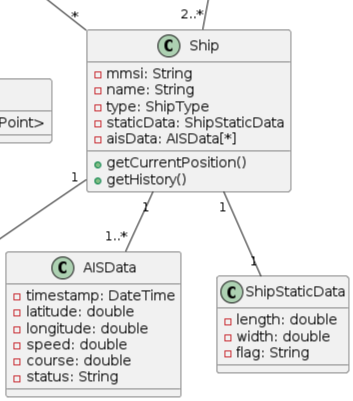 *
2..*
C Ship
mmsi: String
name: String
type: ShipType
staticData: ShipStaticData
aisData: AISData[*]
getCurrentPosition()
getHistory()
Point>
1
1
1
1..*
1
C AISData
timestamp: DateTime
latitude: double
longitude: double
speed: double
course: double
status: String
C ShipStaticData
length: double
width: double
flag: String